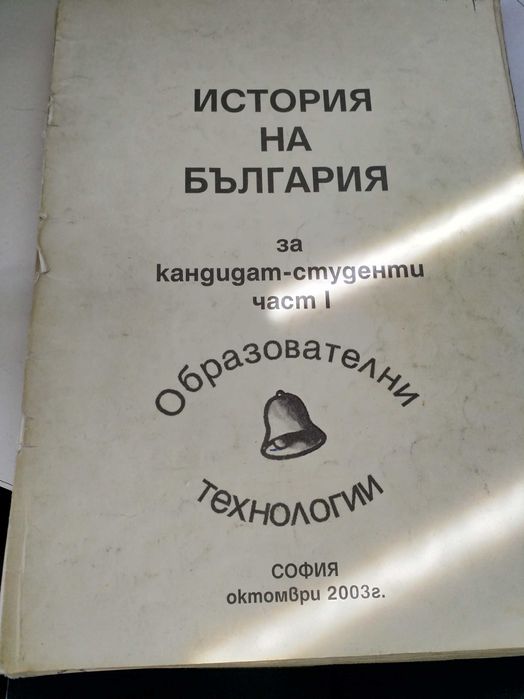 ИСТОРИЯ
НА
БЪЛГАРИЯ
за
кандидат-студенти
част I
Образователни
технологии
СОФИЯ
октомври 2003г.